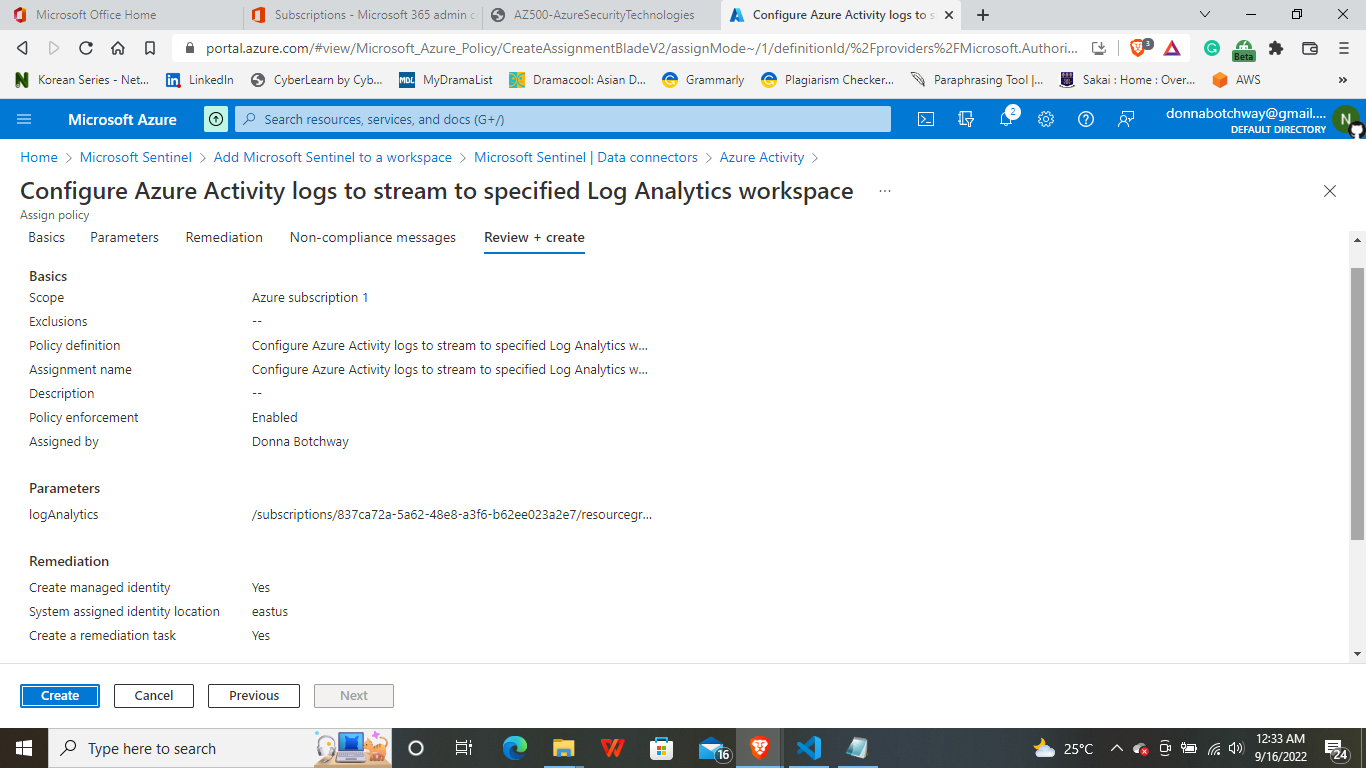 Microsoft Office Home
Subscriptions - Microsoft 365 admin c
AZ500-AzureSecurityTechnologies
Configure Azure Activity logs to s
portal.azure.com/#view/Microsoft_Azure_Policy/CreateAssignmentBladeV2/assignMode~/1/definitionId/%2Fproviders%2FMicrosoft.Authori...
3
Beta
N
Korean Series - Net...
in
LinkedIn
CyberLearn by Cyb...
MDL
MyDramaList
Dramacool: Asian D...
Grammarly
Plagiarism Checker...
Paraphrasing Tool |...
Sakai : Home : Over...
AWS
»
Microsoft Azure
Search resources, services, and docs (G+/)
2
donnabotchway@gmail....
DEFAULT DIRECTORY
N
Home > Microsoft Sentinel > Add Microsoft Sentinel to a workspace > Microsoft Sentinel | Data connectors > Azure Activity >
Configure Azure Activity logs to stream to specified Log Analytics workspace ...
Assign policy
Basics Parameters Remediation Non-compliance messages Review + create
Basics
Scope Azure subscription 1
Exclusions --
Policy definition Configure Azure Activity logs to stream to specified Log Analytics w...
Assignment name Configure Azure Activity logs to stream to specified Log Analytics w...
Description --
Policy enforcement Enabled
Assigned by Donna Botchway
Parameters
logAnalytics /subscriptions/837ca72a-5a62-48e8-a3f6-b62ee023a2e7/resourcegr...
Remediation
Create managed identity Yes
System assigned identity location eastus
Create a remediation task Yes
Create Cancel Previous Next
Type here to search
16
25°C
12:33 AM
9/16/2022
24